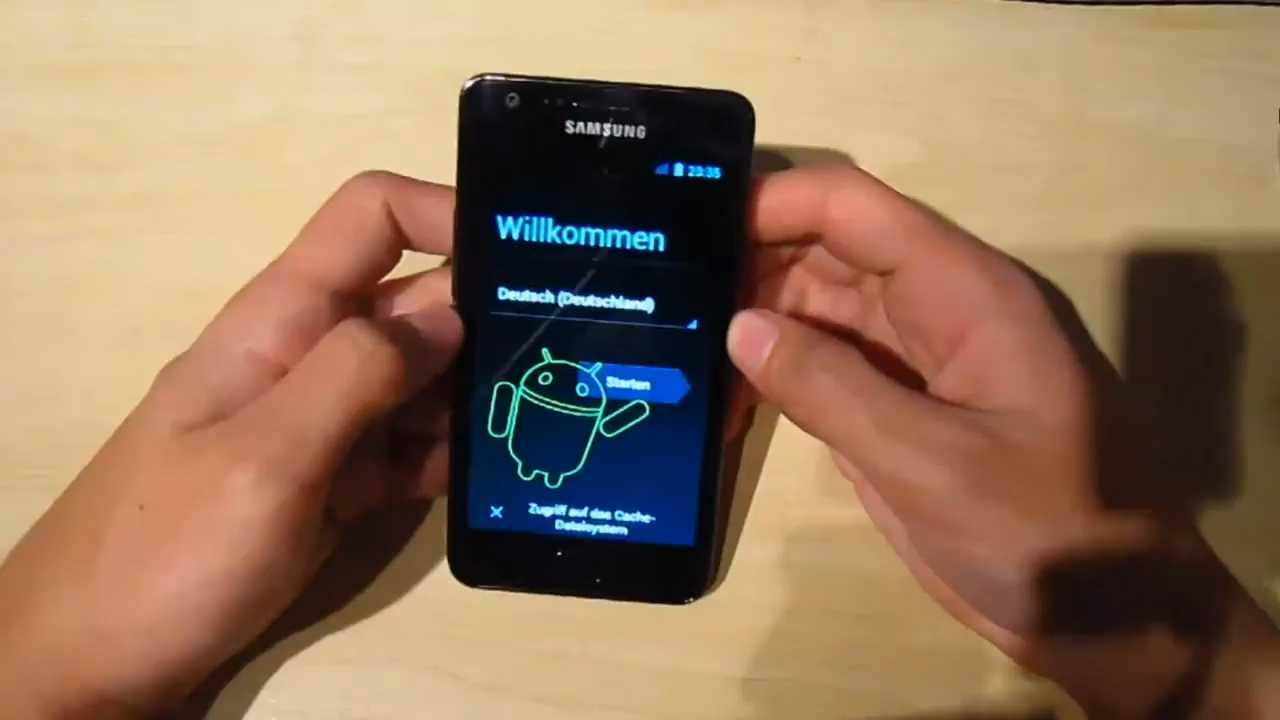 SAMSUNG
23:35
Willkommen
Deutsch (Deutschland)
Starten
Zugriff auf das Cache-
Dateisystem